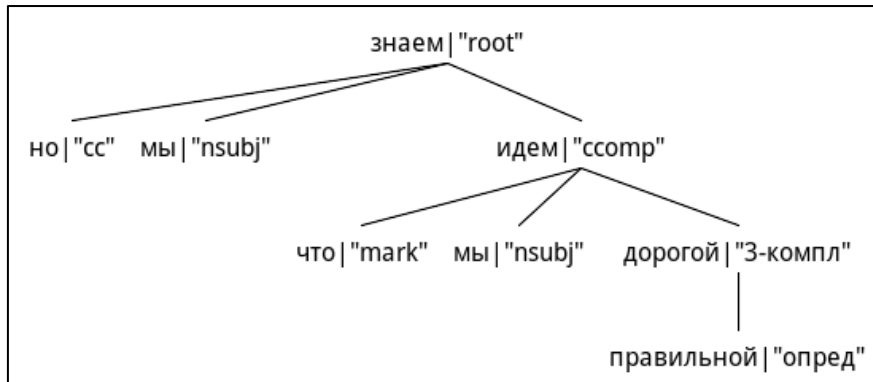 знаем|"root"
но|"cc" мы|"nsubj" идем|"ccomp"
что|"mark" мы|"nsubj" дорогой|"3-компл"
правильной|"опред"